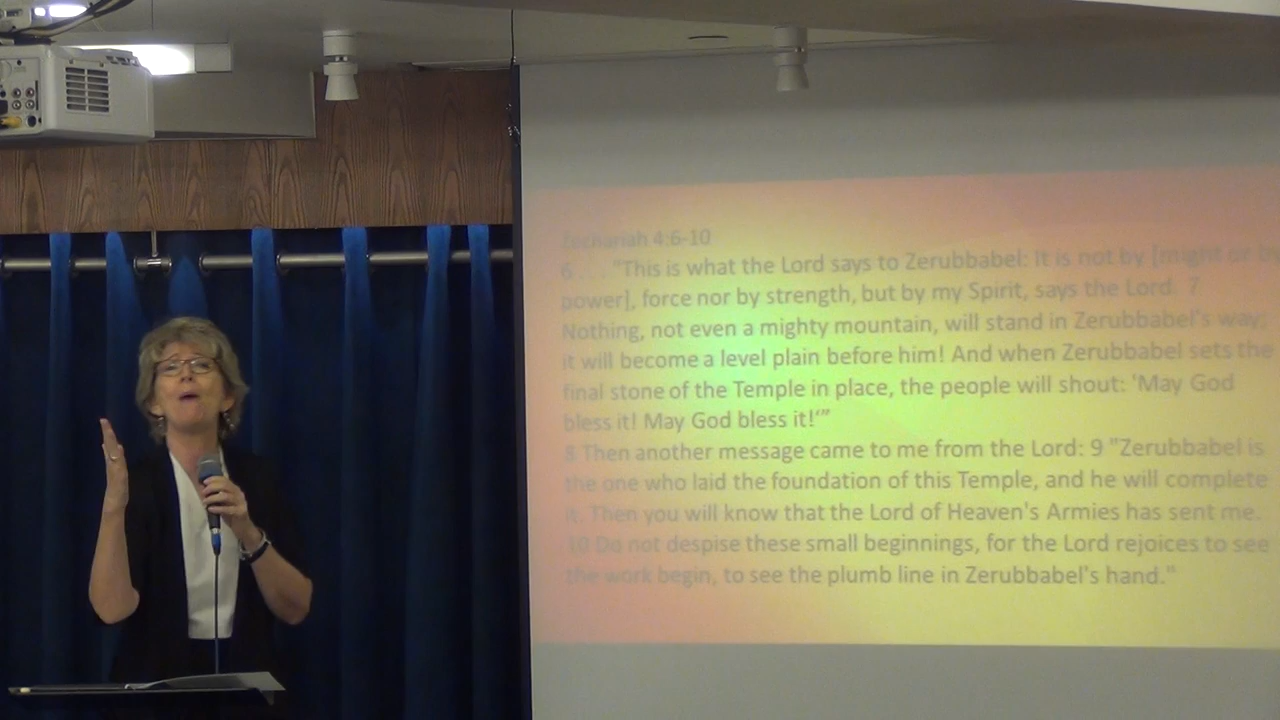 Zechariah 4:6-10
6 . . . "This is what the Lord says to Zerubbabel: It is not by [might or by
power], force nor by strength, but by my Spirit, says the Lord. 7
Nothing, not even a mighty mountain, will stand in Zerubbabel's way;
it will become a level plain before him! And when Zerubbabel sets the
final stone of the Temple in place, the people will shout: 'May God
bless it! May God bless it!'"
8 Then another message came to me from the Lord: 9 "Zerubbabel is
the one who laid the foundation of this Temple, and he will complete
it. Then you will know that the Lord of Heaven's Armies has sent me.
10 Do not despise these small beginnings, for the Lord rejoices to see
the work begin, to see the plumb line in Zerubbabel's hand."